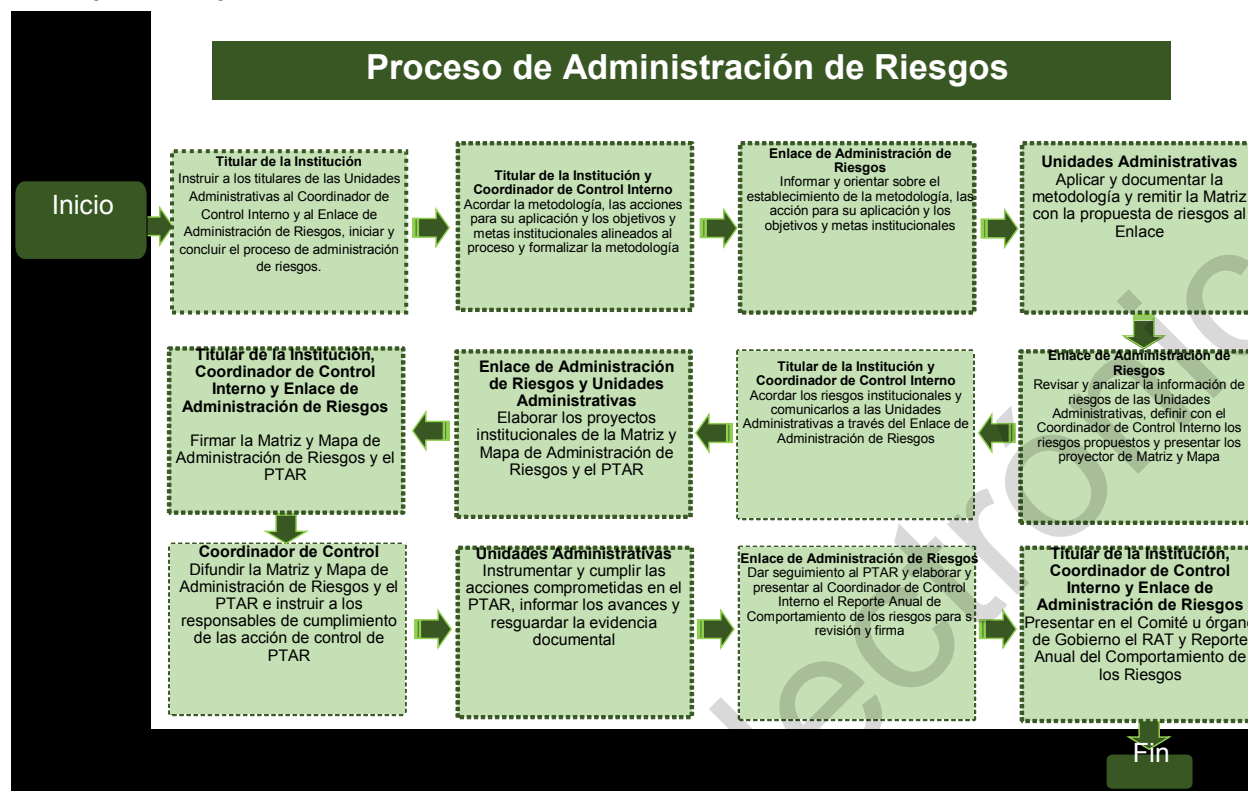 Proceso de Administración de Riesgos
Inicio
Titular de la Institución
Instruir a los titulares de las Unidades
Administrativas al Coordinador de
Control Interno y al Enlace de
Administración de Riesgos, iniciar y
concluir el proceso de administración
de riesgos.
Titular de la Institución y
Coordinador de Control Interno
Acordar la metodología, las acciones
para su aplicación y los objetivos y
metas institucionales alineados al
proceso y formalizar la metodología
Enlace de Administración de
Riesgos
Informar y orientar sobre el
establecimiento de la metodología, las
acción para su aplicación y los
objetivos y metas institucionales
Unidades Administrativas
Aplicar y documentar la
metodología y remitir la Matriz
con la propuesta de riesgos al
Enlace
Enlace de Administración de
Riesgos
Revisar y analizar la información de
riesgos de las Unidades
Administrativas, definir con el
Coordinador de Control Interno los
riesgos propuestos y presentar los
proyector de Matriz y Mapa
Titular de la Institución y
Coordinador de Control Interno
Acordar los riesgos institucionales y
comunicarlos a las Unidades
Administrativas a través del Enlace de
Administración de Riesgos
Enlace de Administración
de Riesgos y Unidades
Administrativas
Elaborar los proyectos
institucionales de la Matriz y
Mapa de Administración de
Riesgos y el PTAR
Titular de la Institución,
Coordinador de Control
Interno y Enlace de
Administración de Riesgos
Firmar la Matriz y Mapa de
Administración de Riesgos y el
PTAR
Coordinador de Control
Difundir la Matriz y Mapa de
Administración de Riesgos y el
PTAR e instruir a los
responsables de cumplimiento
de las acción de control de
PTAR
Unidades Administrativas
Instrumentar y cumplir las
acciones comprometidas en el
PTAR, informar los avances y
resguardar la evidencia
documental
Enlace de Administración de Riesgos
Dar seguimiento al PTAR y elaborar y
presentar al Coordinador de Control
Interno el Reporte Anual de
Comportamiento de los riesgos para s
revisión y firma
Titular de la Institución,
Coordinador de Control
Interno y Enlace de
Administración de Riesgos
Presentar en el Comité u órgano
de Gobierno el RAT y Reporte
Anual del Comportamiento de
los Riesgos
Fin